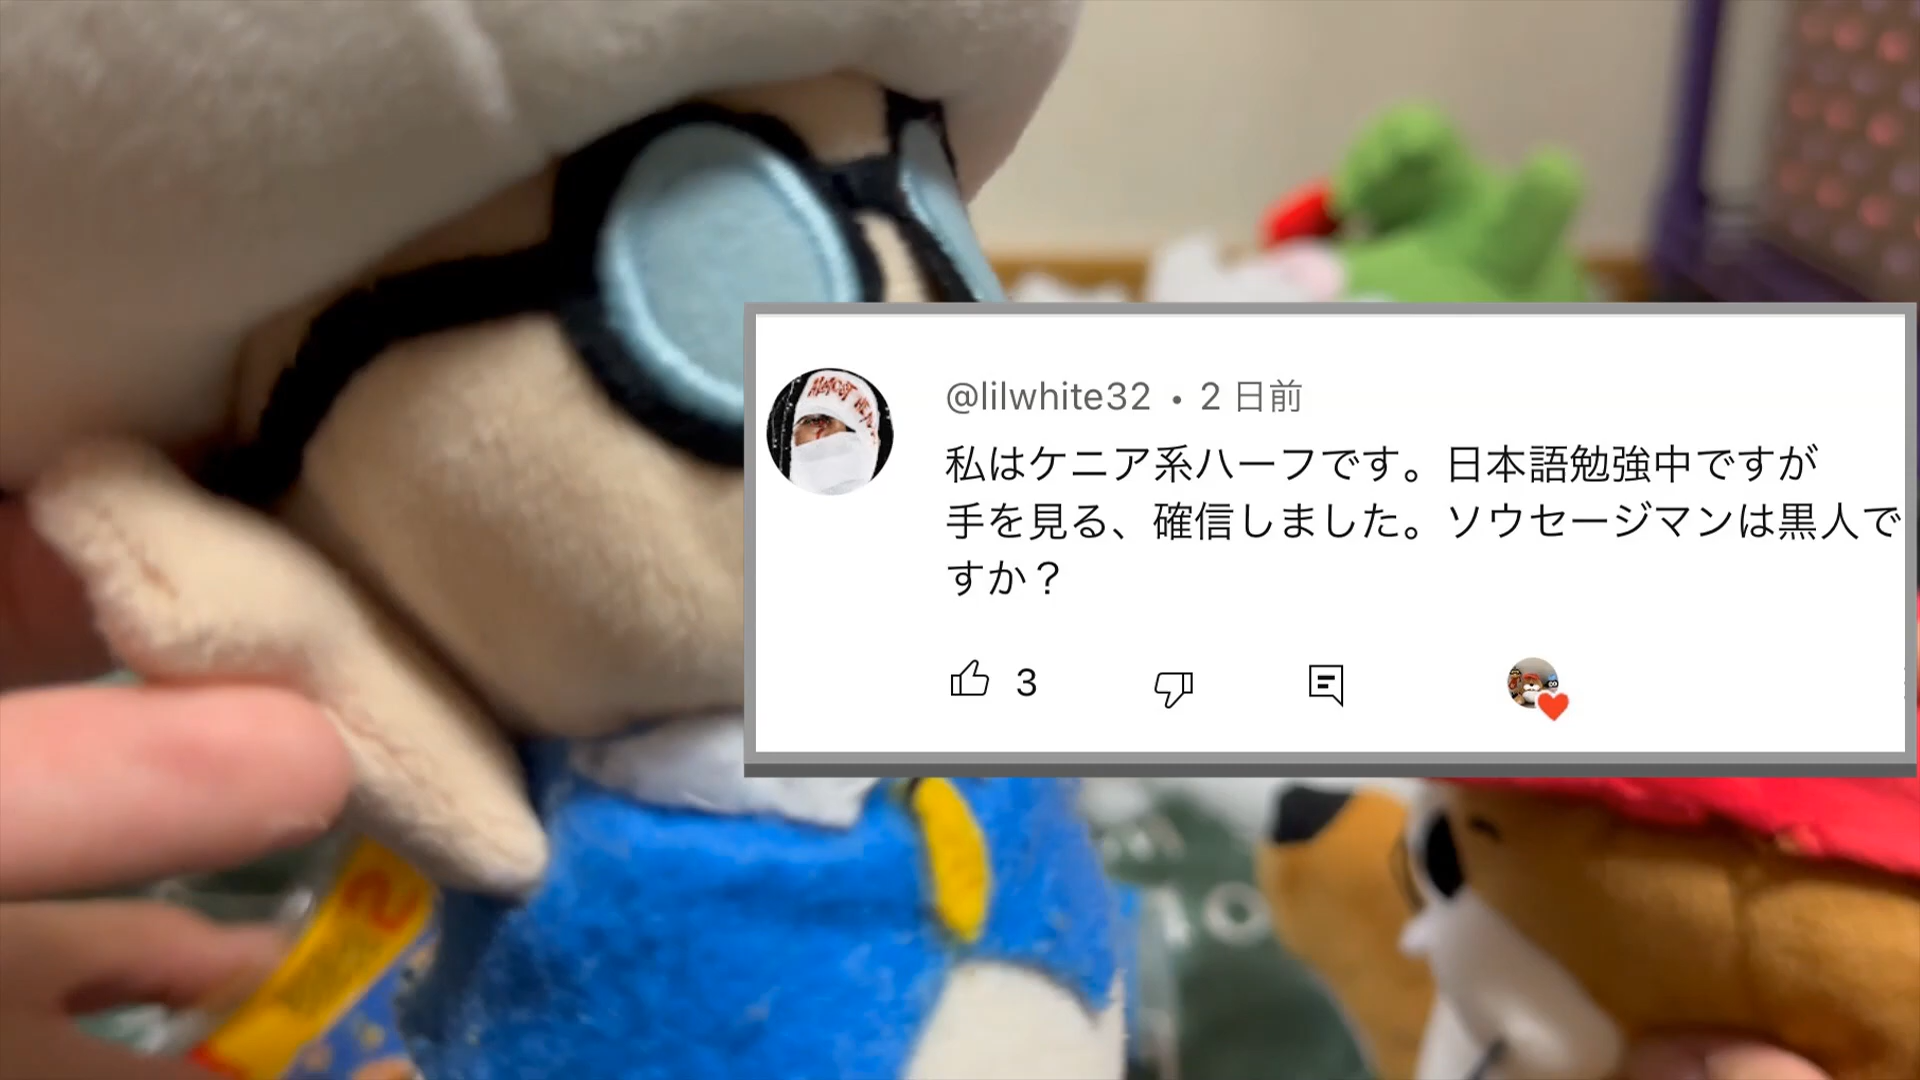 @lilwhite32 • 2 日前
私はケニア系ハーフです。日本語勉強中ですが
手を見る、確信しました。ソウセージマンは黒人で
すか？
3